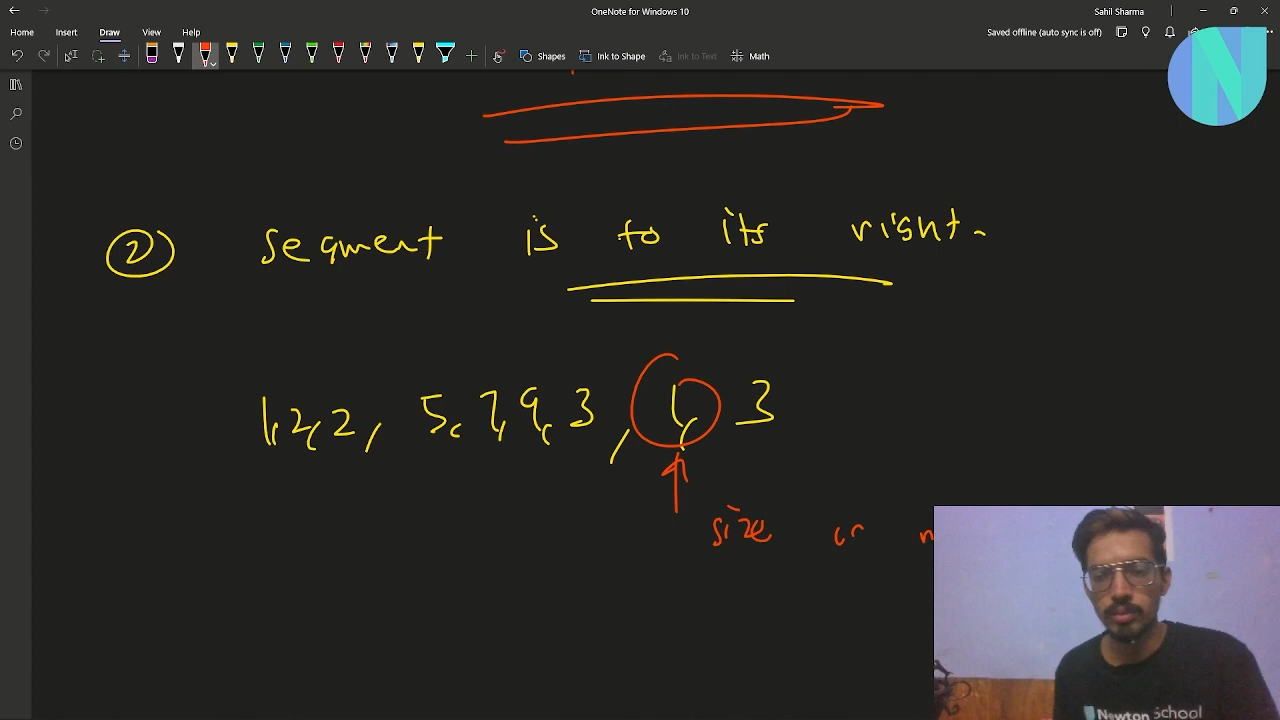 OneNote for Windows 10
Sahil Sharma
Home Insert Draw View Help
Saved offline (auto sync is off)
Shapes Ink to Shape Ink to Text Math
② segment is to its right.
1, 2, 2, 5, 7, 9, 3, 1, 3
size
Newton School